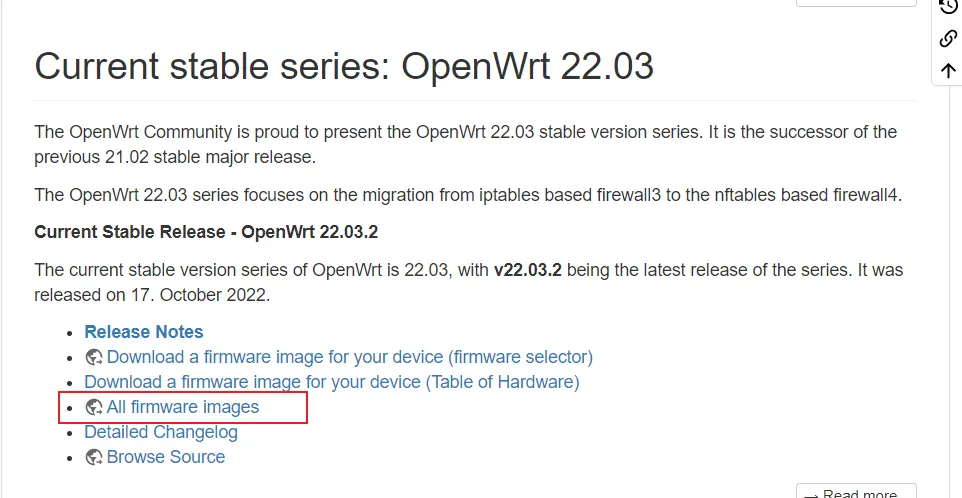 Current stable series: OpenWrt 22.03
The OpenWrt Community is proud to present the OpenWrt 22.03 stable version series. It is the successor of the
previous 21.02 stable major release.
The OpenWrt 22.03 series focuses on the migration from iptables based firewall3 to the nftables based firewall4.
Current Stable Release - OpenWrt 22.03.2
The current stable version series of OpenWrt is 22.03, with v22.03.2 being the latest release of the series. It was
released on 17. October 2022.
Release Notes
Download a firmware image for your device (firmware selector)
Download a firmware image for your device (Table of Hardware)
All firmware images
Detailed Changelog
Browse Source
→ Read more